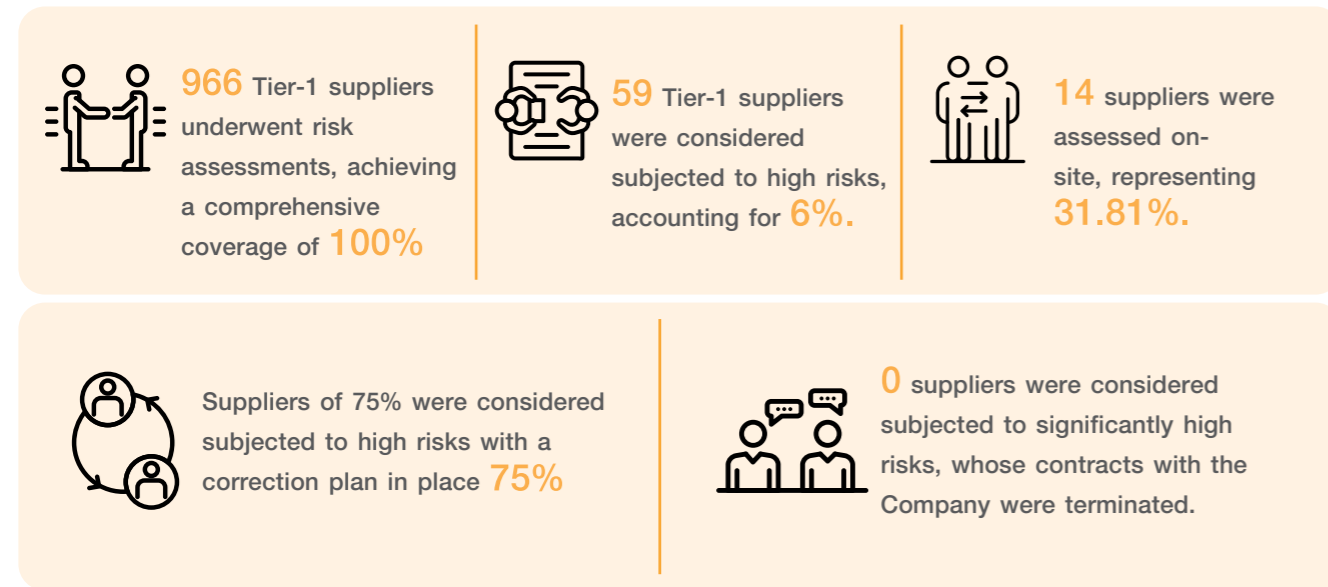 966 Tier-1 suppliers
underwent risk
assessments, achieving
a comprehensive
coverage of 100%
59 Tier-1 suppliers
were considered
subjected to high risks,
accounting for 6%.
14 suppliers were
assessed on-
site, representing
31.81%.
Suppliers of 75% were considered
subjected to high risks with a
correction plan in place 75%
0 suppliers were considered
subjected to significantly high
risks, whose contracts with the
Company were terminated.